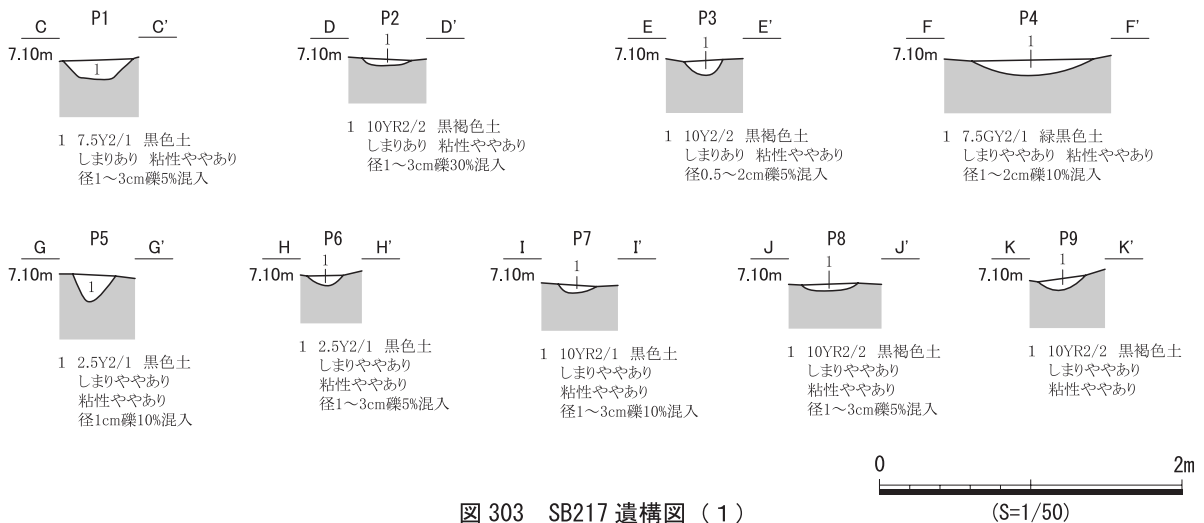 P1
C C'
7.10m
1
1 7.5Y2/1 黒色土
しまりあり 粘性ややあり
径1～3cm礫5%混入
P2
D D'
1
7.10m
1 10YR2/2 黒褐色土
しまりあり 粘性ややあり
径1～3cm礫30%混入
P3
E E'
1
7.10m
1 10Y2/2 黒褐色土
しまりあり 粘性ややあり
径0.5～2cm礫5%混入
P4
F F'
1
7.10m
1 7.5GY2/1 緑黒色土
しまりややあり 粘性ややあり
径1～2cm礫10%混入
P5
G G'
7.10m
1
1 2.5Y2/1 黒色土
しまりややあり
粘性ややあり
径1cm礫10%混入
P6
H H'
1
7.10m
1 2.5Y2/1 黒色土
しまりややあり
粘性ややあり
径1～3cm礫5%混入
P7
I I'
1
7.10m
1 10YR2/1 黒色土
しまりややあり
粘性ややあり
径1～3cm礫10%混入
P8
J J'
1
7.10m
1 10YR2/2 黒褐色土
しまりややあり
粘性ややあり
径1～3cm礫5%混入
P9
K K'
1
7.10m
1 10YR2/2 黒褐色土
しまりややあり
粘性ややあり
0 2m
(S=1/50)
図 303 SB217 遺構図（1）